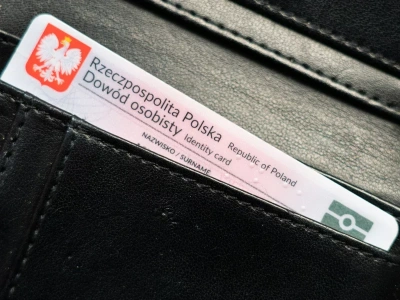 Rzeczpospolita Polska Republic of Poland
Dowód osobisty Identity card
NAZWISKO / SURNAME